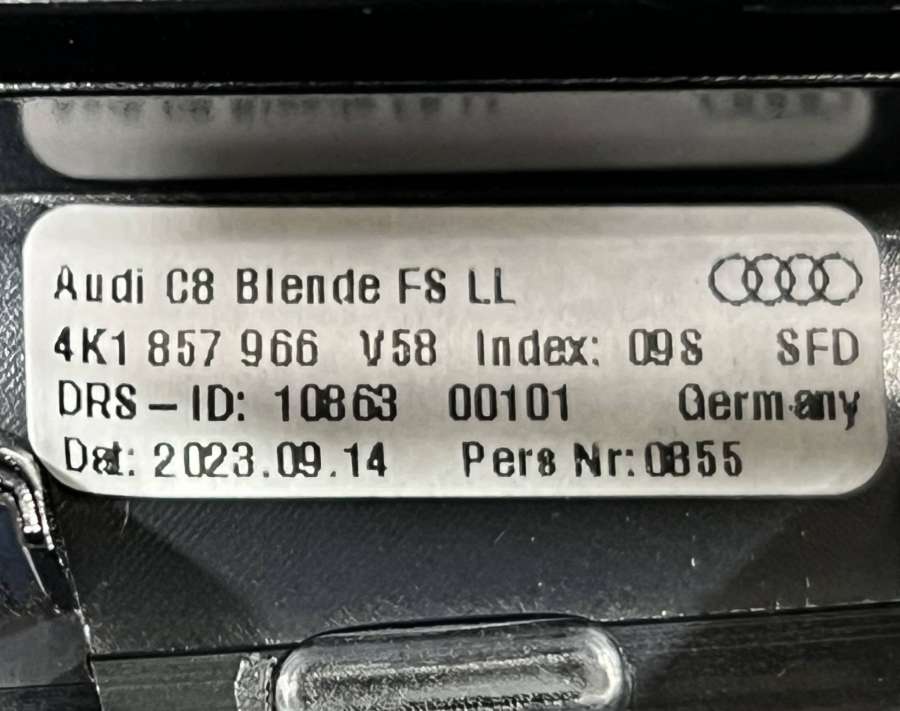 Audi C8 Blende FS LL
4K1 857 966 V58 Index: 09S SFD
DRS - ID: 10863 00101 Germany
Dat: 2023.09.14 Pers Nr: 0855